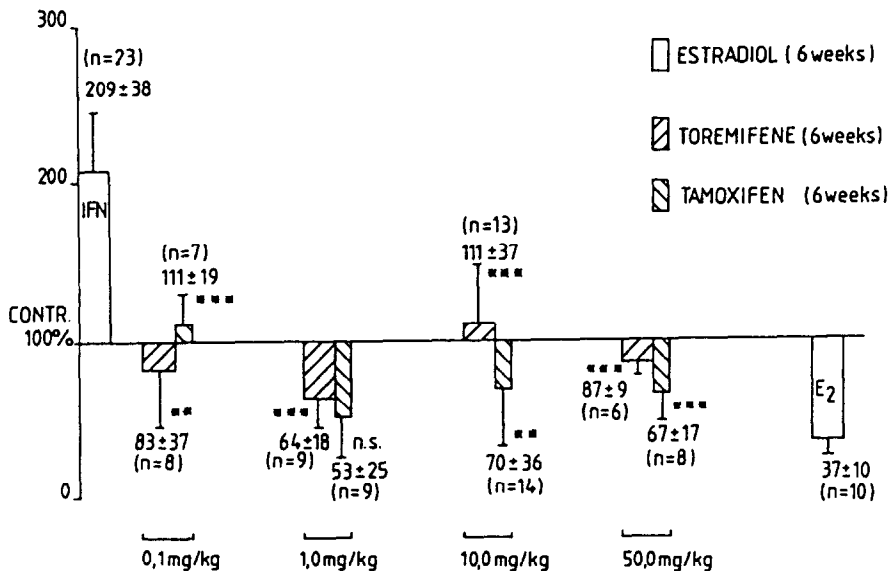 300
(n=23)
209±38
200
IFN
(n=7)
111±19
***
CONTR.
100%
**
83±37
(n=8)
***
64±18
(n=9)
n.s.
53±25
(n=9)
(n=13)
111±37
***
**
70±36
(n=14)
***
87±9
(n=6)
***
67±17
(n=8)
E2
37±10
(n=10)
0
0,1mg/kg
1,0mg/kg
10,0mg/kg
50,0mg/kg
ESTRADIOL (6weeks)
TOREMIFENE (6weeks)
TAMOXIFEN (6weeks)